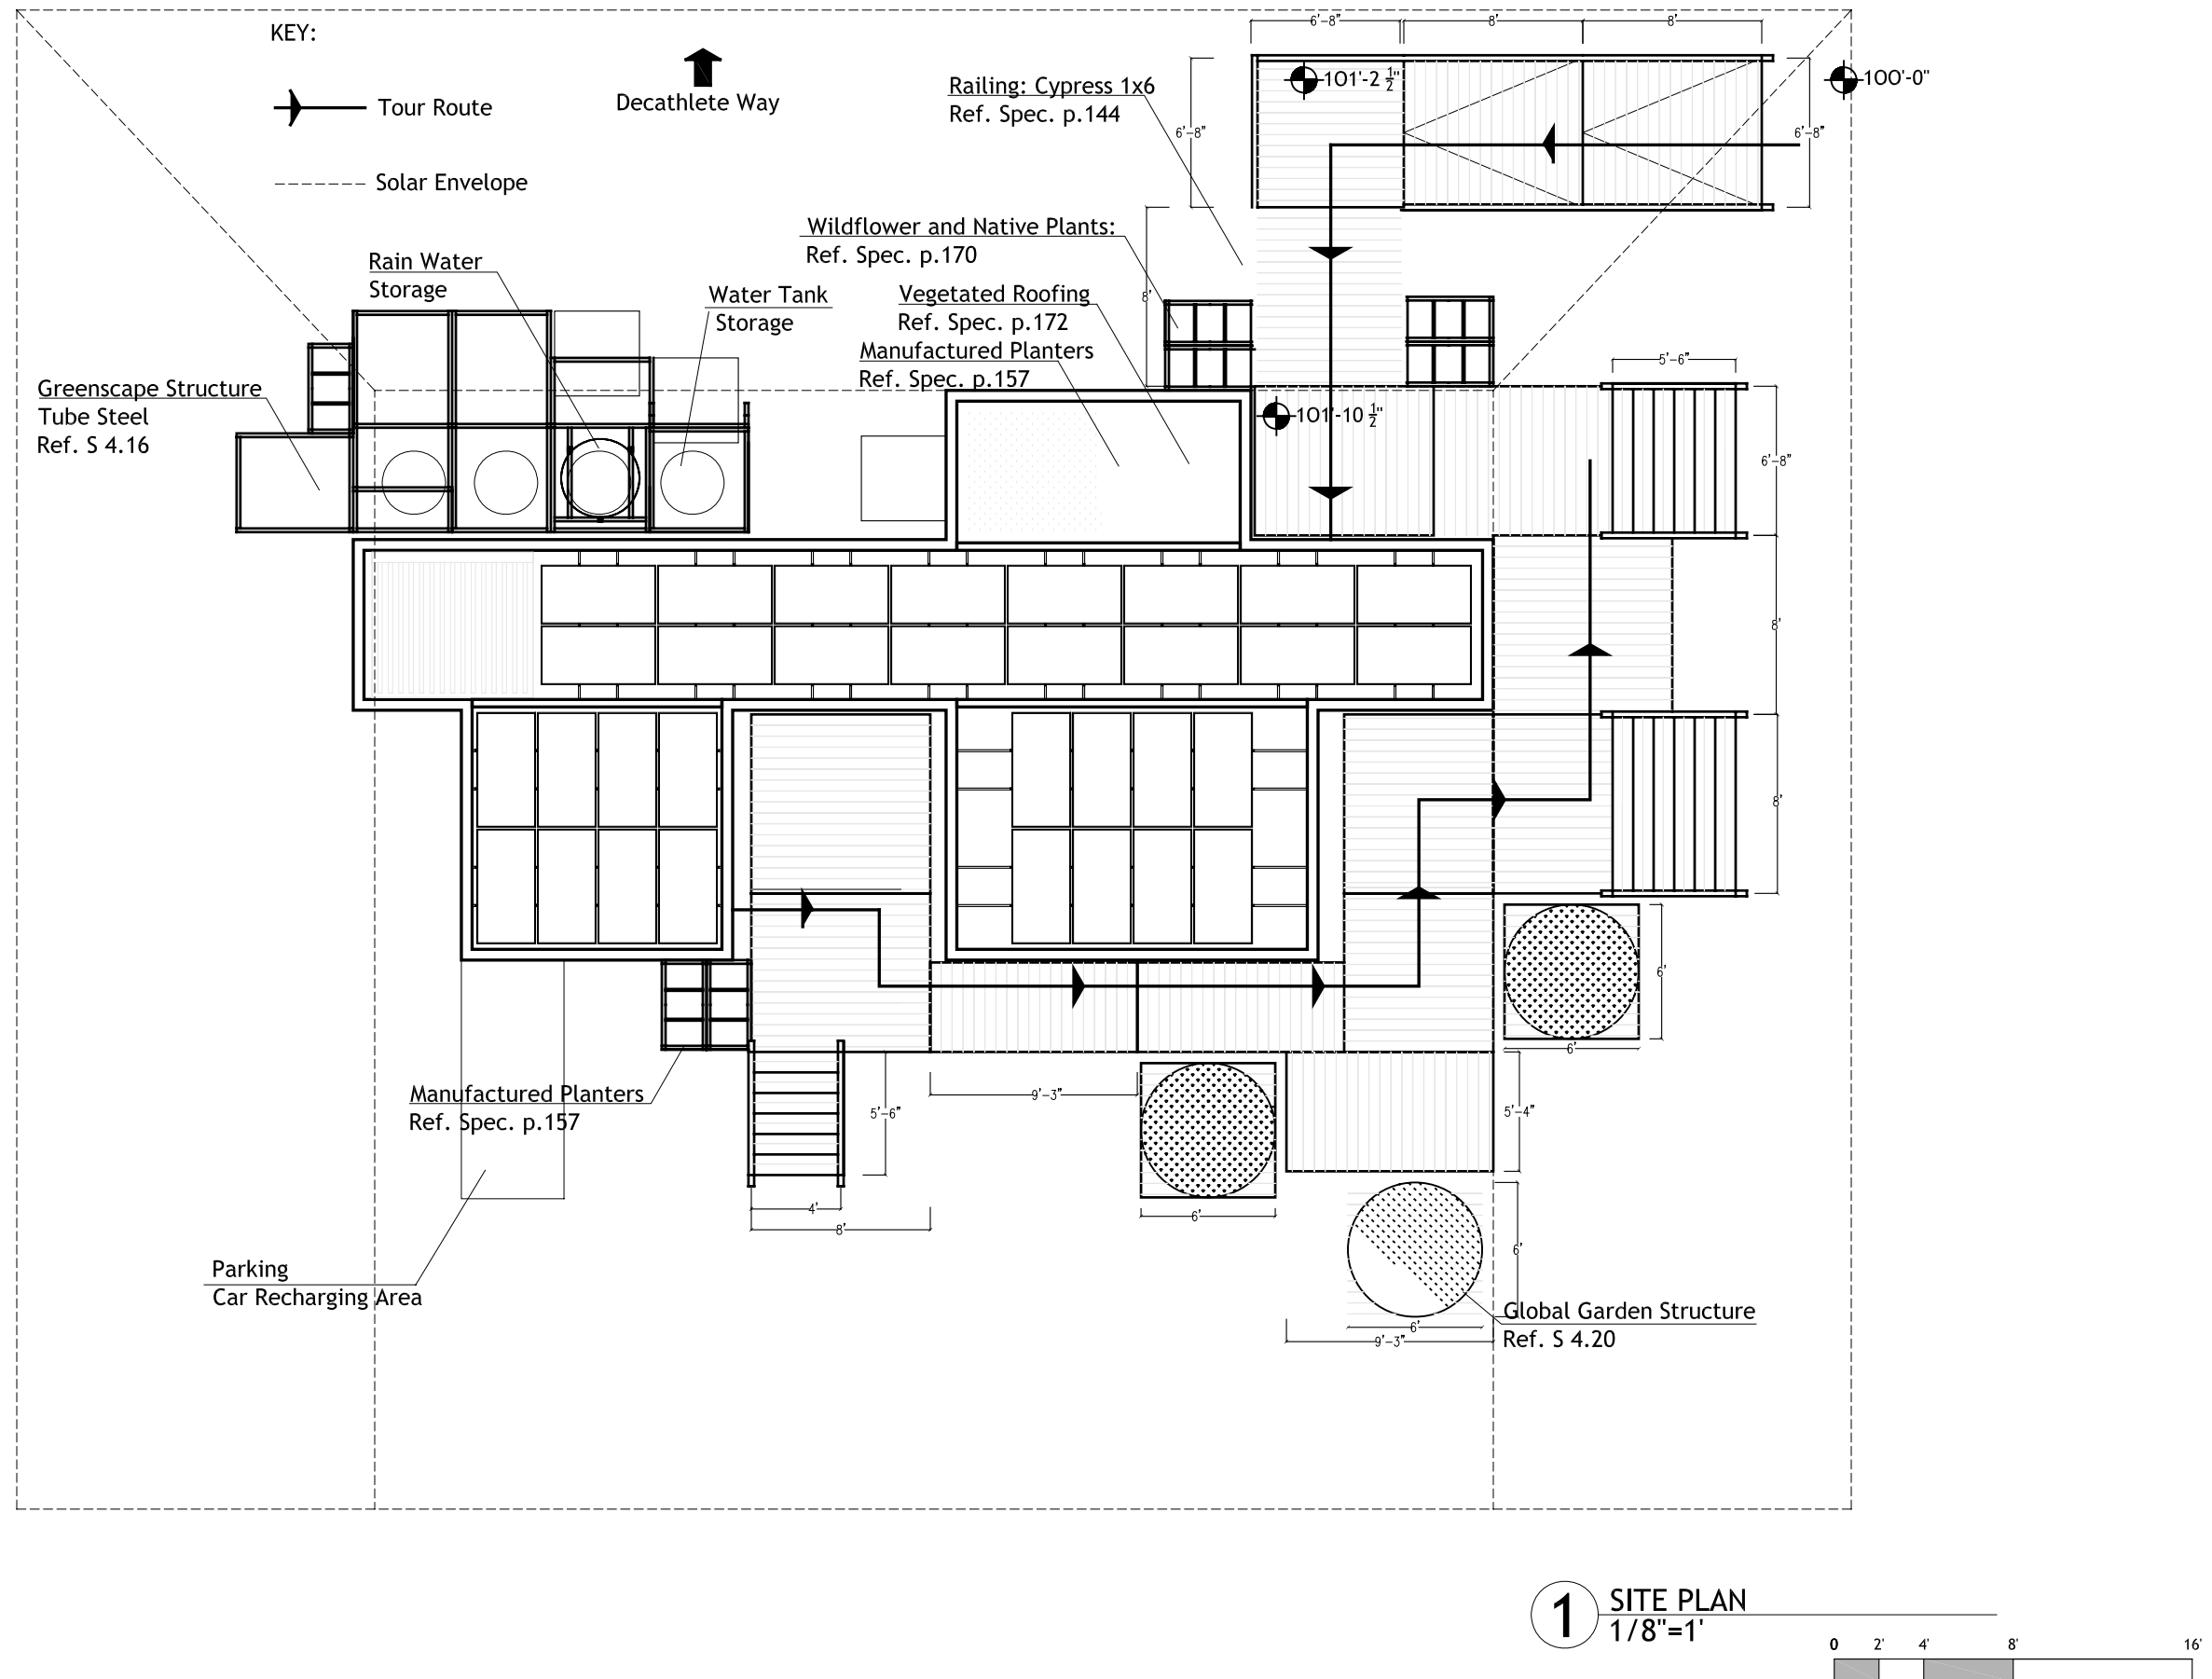 KEY:
Tour Route
Solar Envelope
Decathlete Way
6'-8"
8'
8'
101'-2 1/2"
100'-0"
6'-8"
6'-8"
Railing: Cypress 1x6
Ref. Spec. p.144
Wildflower and Native Plants:
Ref. Spec. p.170
8'
Rain Water
Storage
Water Tank
Storage
Vegetated Roofing
Ref. Spec. p.172
Manufactured Planters
Ref. Spec. p.157
Greenscape Structure
Tube Steel
Ref. S 4.16
101'-10 1/2"
5'-6"
6'-8"
8'
8'
6'
6'
Manufactured Planters
Ref. Spec. p.157
5'-6"
9'-3"
5'-4"
4'
8'
6'
6'
6'
9'-3"
Parking
Car Recharging Area
Global Garden Structure
Ref. S 4.20
1
SITE PLAN
1/8"=1'
0 2' 4' 8' 16'